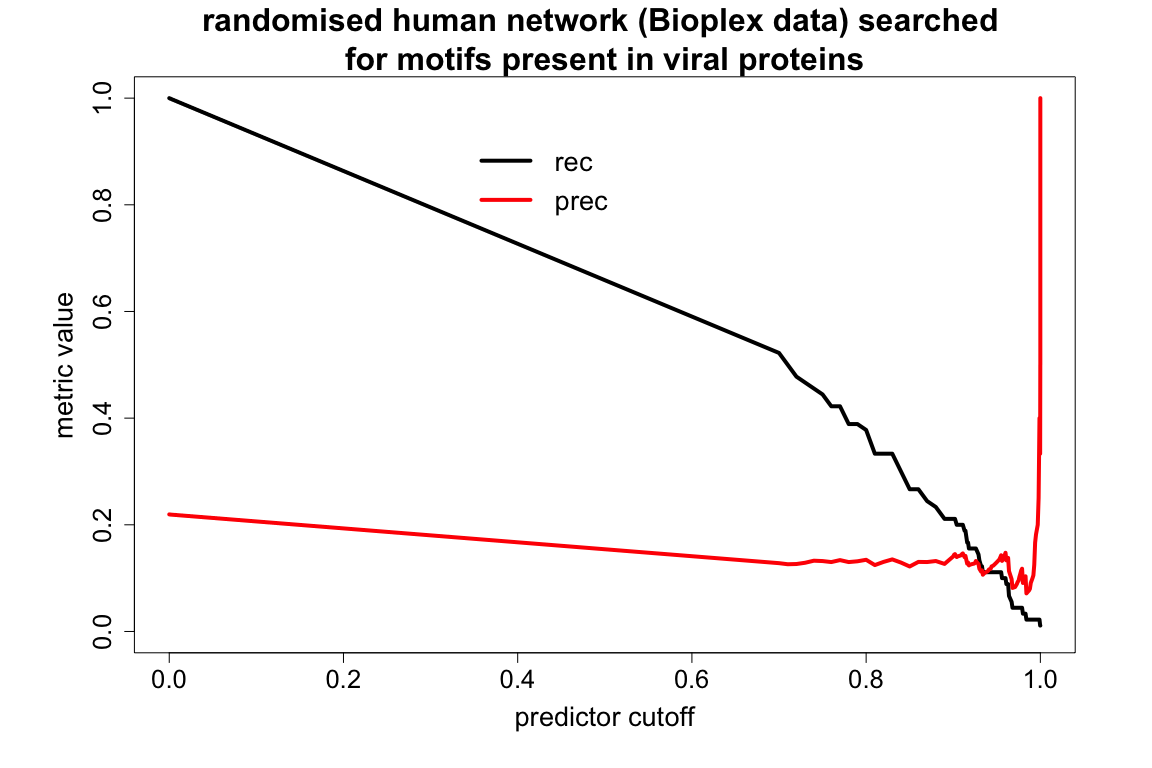 randomised human network (Bioplex data) searched
for motifs present in viral proteins
metric value
1.0
0.8
0.6
0.4
0.2
0.0
rec
prec
0.0 0.2 0.4 0.6 0.8 1.0
predictor cutoff